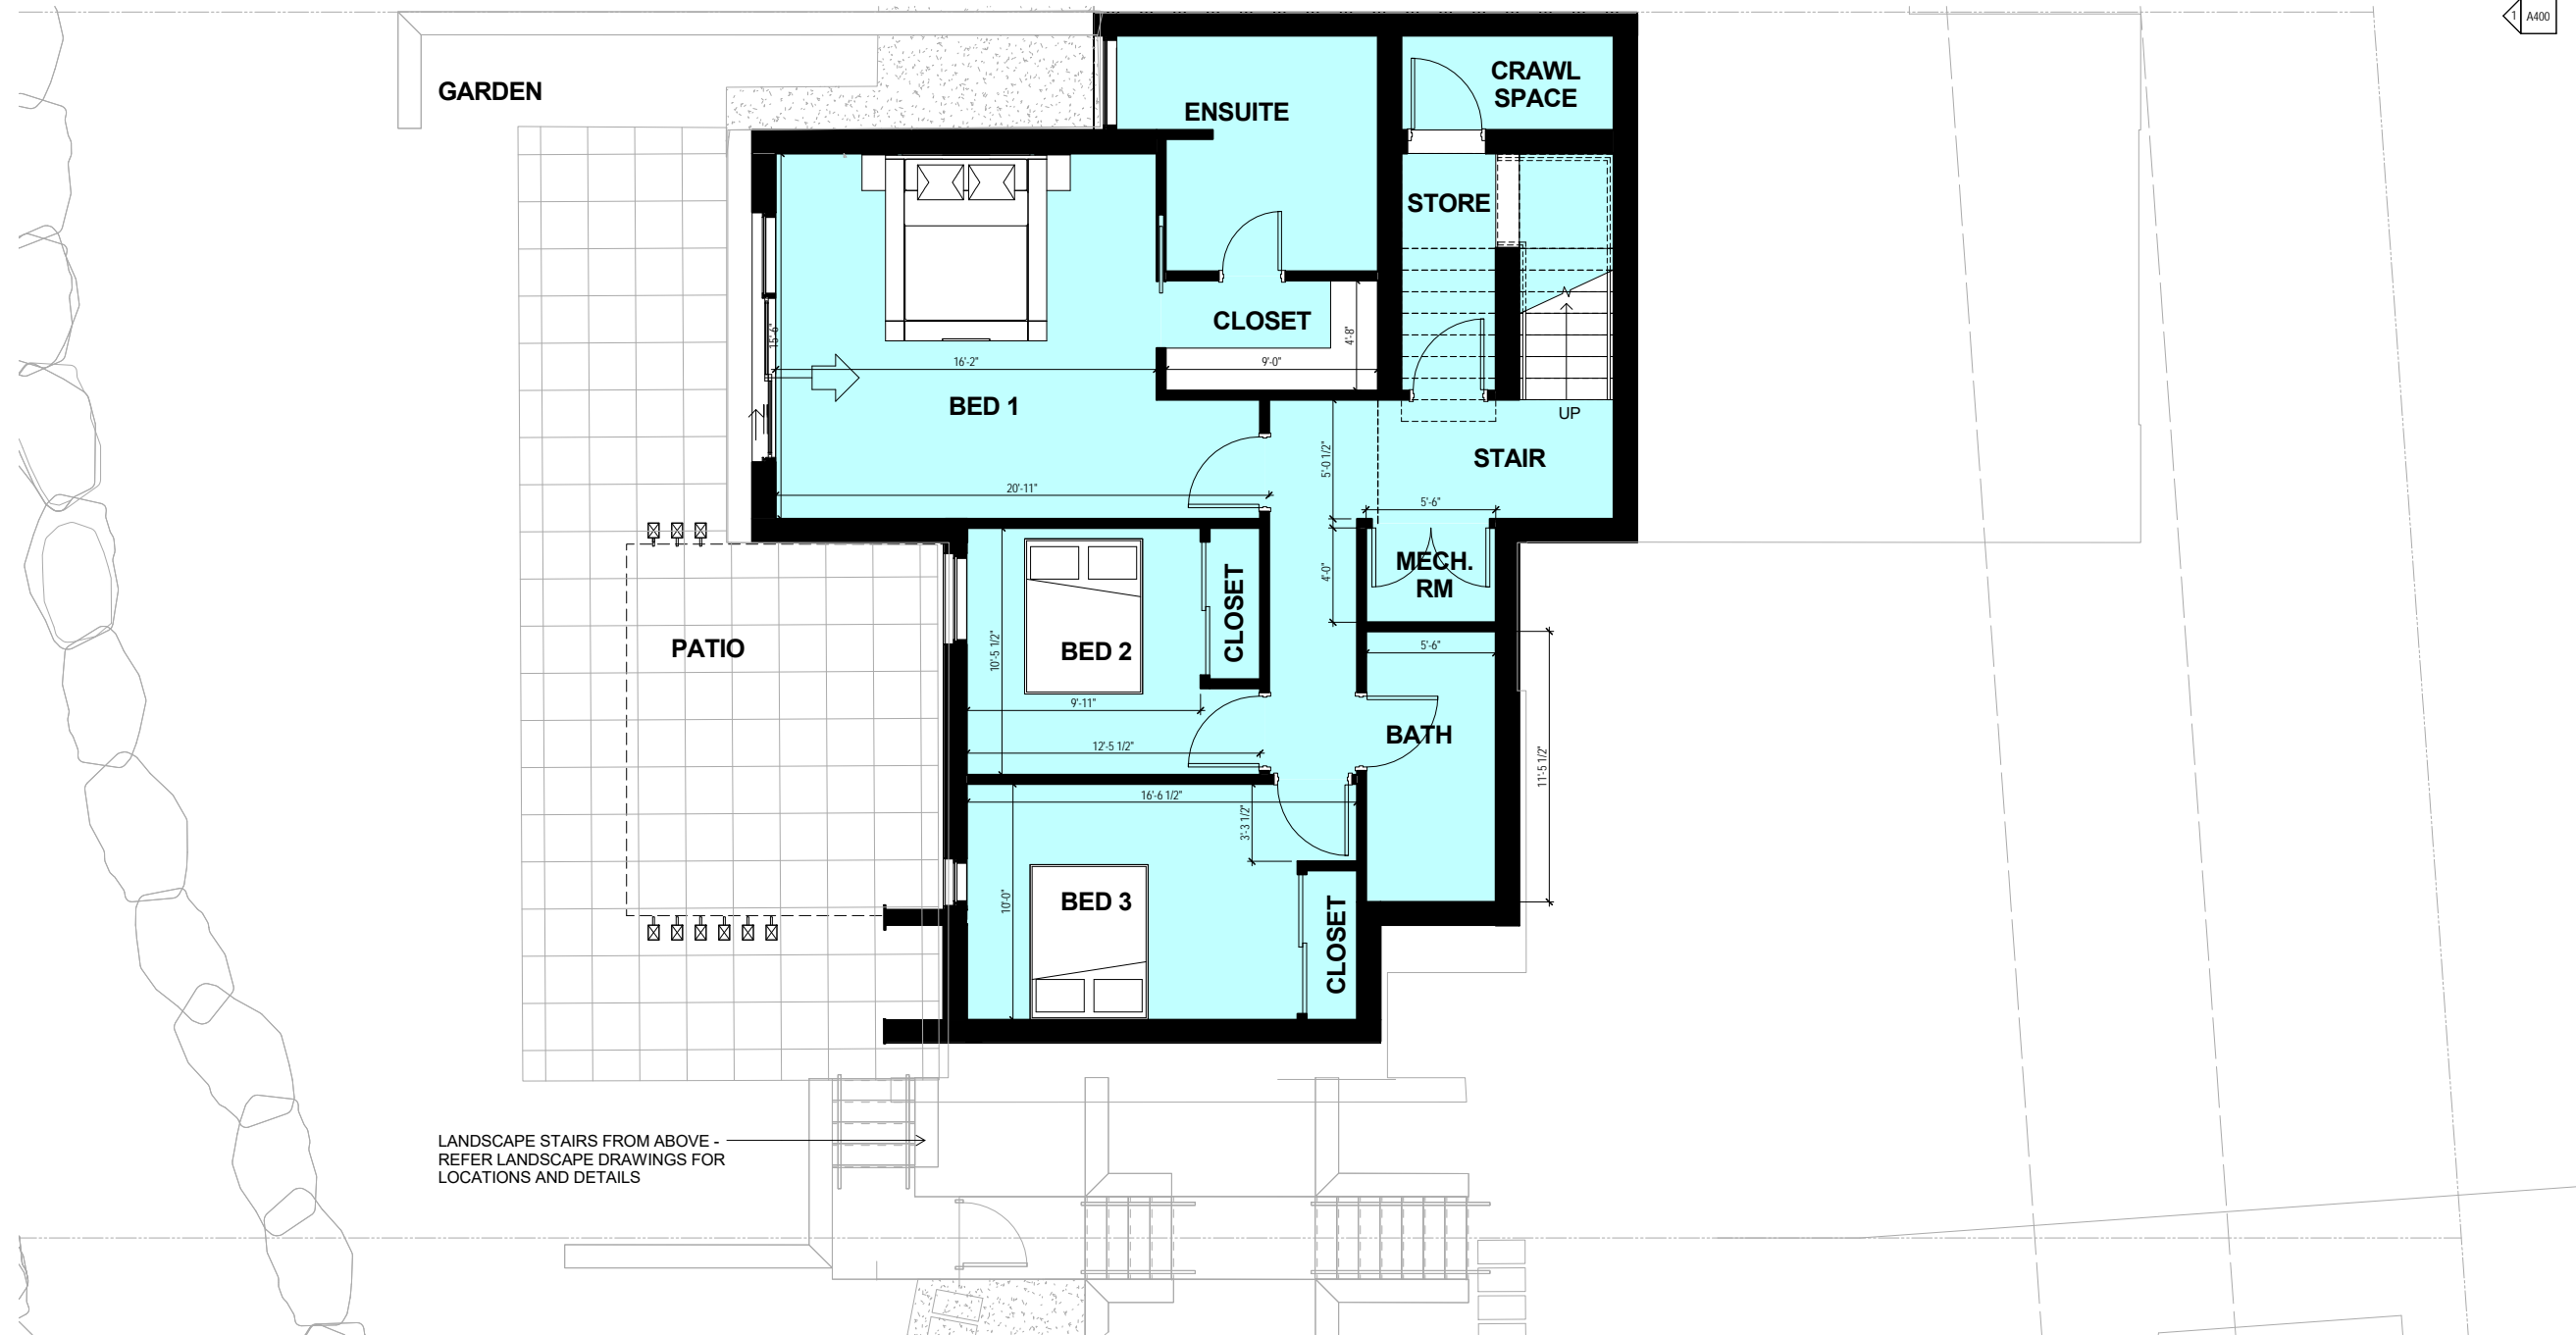 1
A400
GARDEN
ENSUITE
CRAWL
SPACE
STORE
CLOSET
4'-8"
15'-6"
16'-2"
9'-0"
BED 1
UP
5'-0 1/2"
STAIR
20'-11"
5'-6"
MECH.
RM
4'-0"
CLOSET
PATIO
10'-5 1/2"
BED 2
5'-6"
9'-11"
BATH
12'-5 1/2"
11'-5 1/2"
16'-6 1/2"
3'-3 1/2"
10'-0"
BED 3
CLOSET
LANDSCAPE STAIRS FROM ABOVE -
REFER LANDSCAPE DRAWINGS FOR
LOCATIONS AND DETAILS